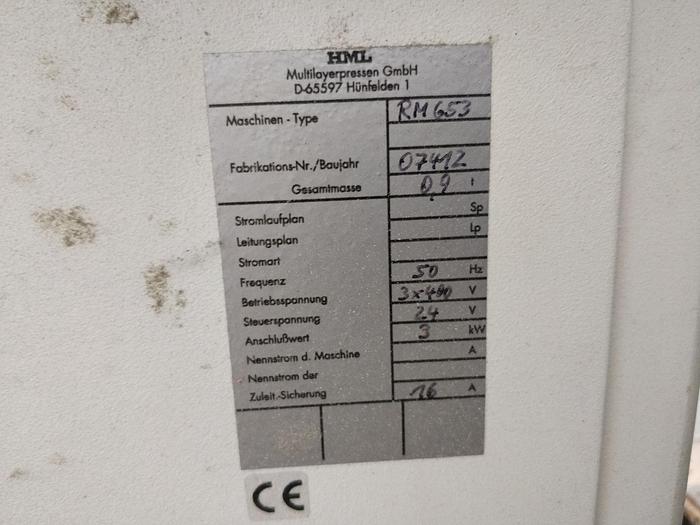 HML
Multilayerpressen GmbH
D-65597 Hünfelden 1
Maschinen - Type RM 653
Fabrikations-Nr./Baujahr 07412
Gesamtmasse 0,9 t
Stromlaufplan Sp
Leitungsplan Lp
Stromart
Frequenz 50 Hz
Betriebsspannung 3x400 V
Steuerspannung 24 V
Anschlußwert 3 kW
Nennstrom d. Maschine A
Nennstrom der
Zuleit.-Sicherung 16 A
CE